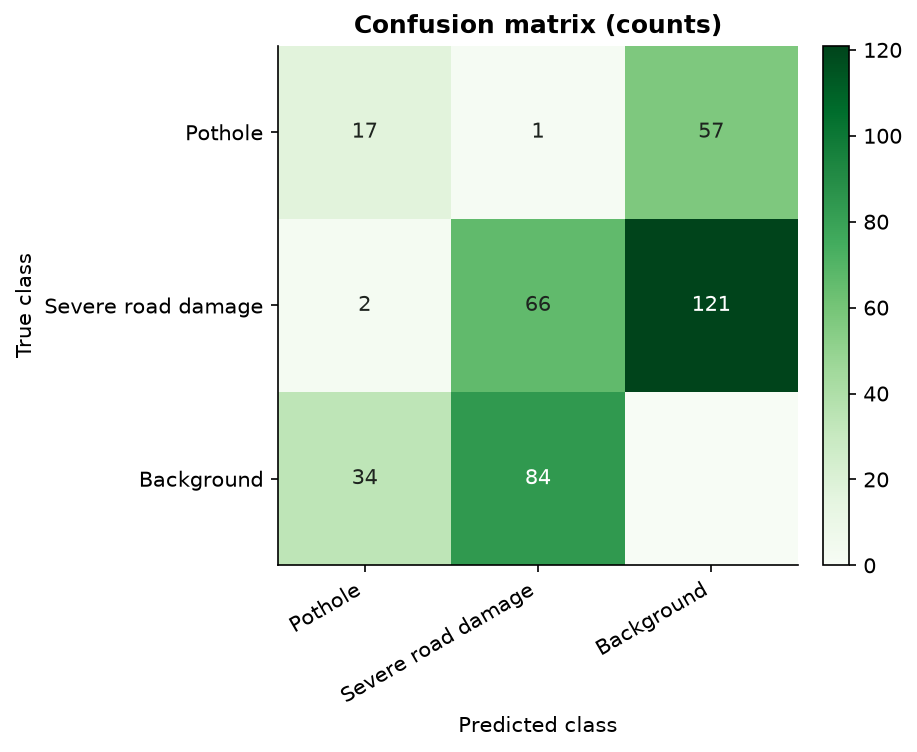 Confusion matrix (counts)
True class
Pothole
17
1
57
Severe road damage
2
66
121
Background
34
84
Pothole
Severe road damage
Background
Predicted class
120
100
80
60
40
20
0